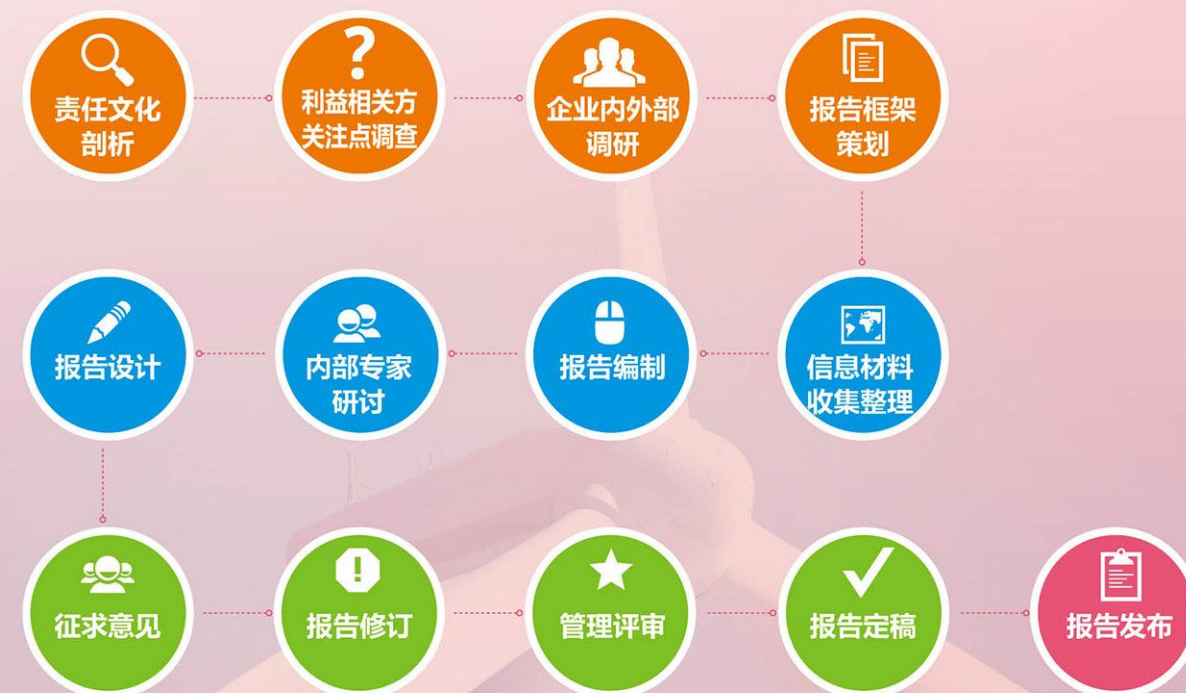 责任文化
剖析
利益相关方
关注点调查
企业内外部
调研
报告框架
策划
信息材料
收集整理
报告编制
内部专家
研讨
报告设计
征求意见
报告修订
管理评审
报告定稿
报告发布